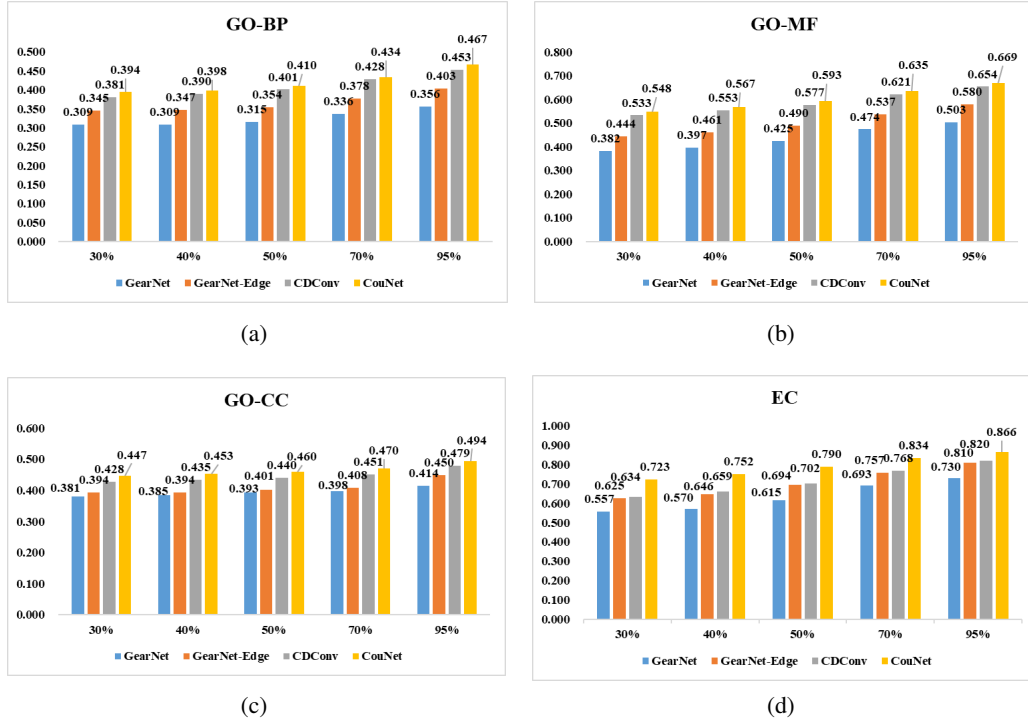 GO-BP
0.500
0.450
0.400
0.350
0.300
0.250
0.200
0.150
0.100
0.050
0.000
0.309 0.345 0.381 0.394
0.309 0.347 0.390 0.398
0.315 0.354 0.401 0.410
0.336 0.378 0.428 0.434
0.356 0.403 0.453 0.467
30% 40% 50% 70% 95%
GearNet GearNet-Edge CDConv CouNet
(a)
GO-MF
0.800
0.700
0.600
0.500
0.400
0.300
0.200
0.100
0.000
0.382 0.444 0.533 0.548
0.397 0.461 0.553 0.567
0.425 0.490 0.577 0.593
0.474 0.537 0.621 0.635
0.503 0.580 0.654 0.669
30% 40% 50% 70% 95%
GearNet GearNet-Edge CDConv CouNet
(b)
GO-CC
0.600
0.500
0.400
0.300
0.200
0.100
0.000
0.381 0.394 0.428 0.447
0.385 0.394 0.435 0.453
0.393 0.401 0.440 0.460
0.398 0.408 0.451 0.470
0.414 0.450 0.479 0.494
30% 40% 50% 70% 95%
GearNet GearNet-Edge CDConv CouNet
(c)
EC
1.000
0.900
0.800
0.700
0.600
0.500
0.400
0.300
0.200
0.100
0.000
0.557 0.625 0.634 0.723
0.570 0.646 0.659 0.752
0.615 0.694 0.702 0.790
0.693 0.757 0.768 0.834
0.730 0.810 0.820 0.866
30% 40% 50% 70% 95%
GearNet GearNet-Edge CDConv CouNet
(d)